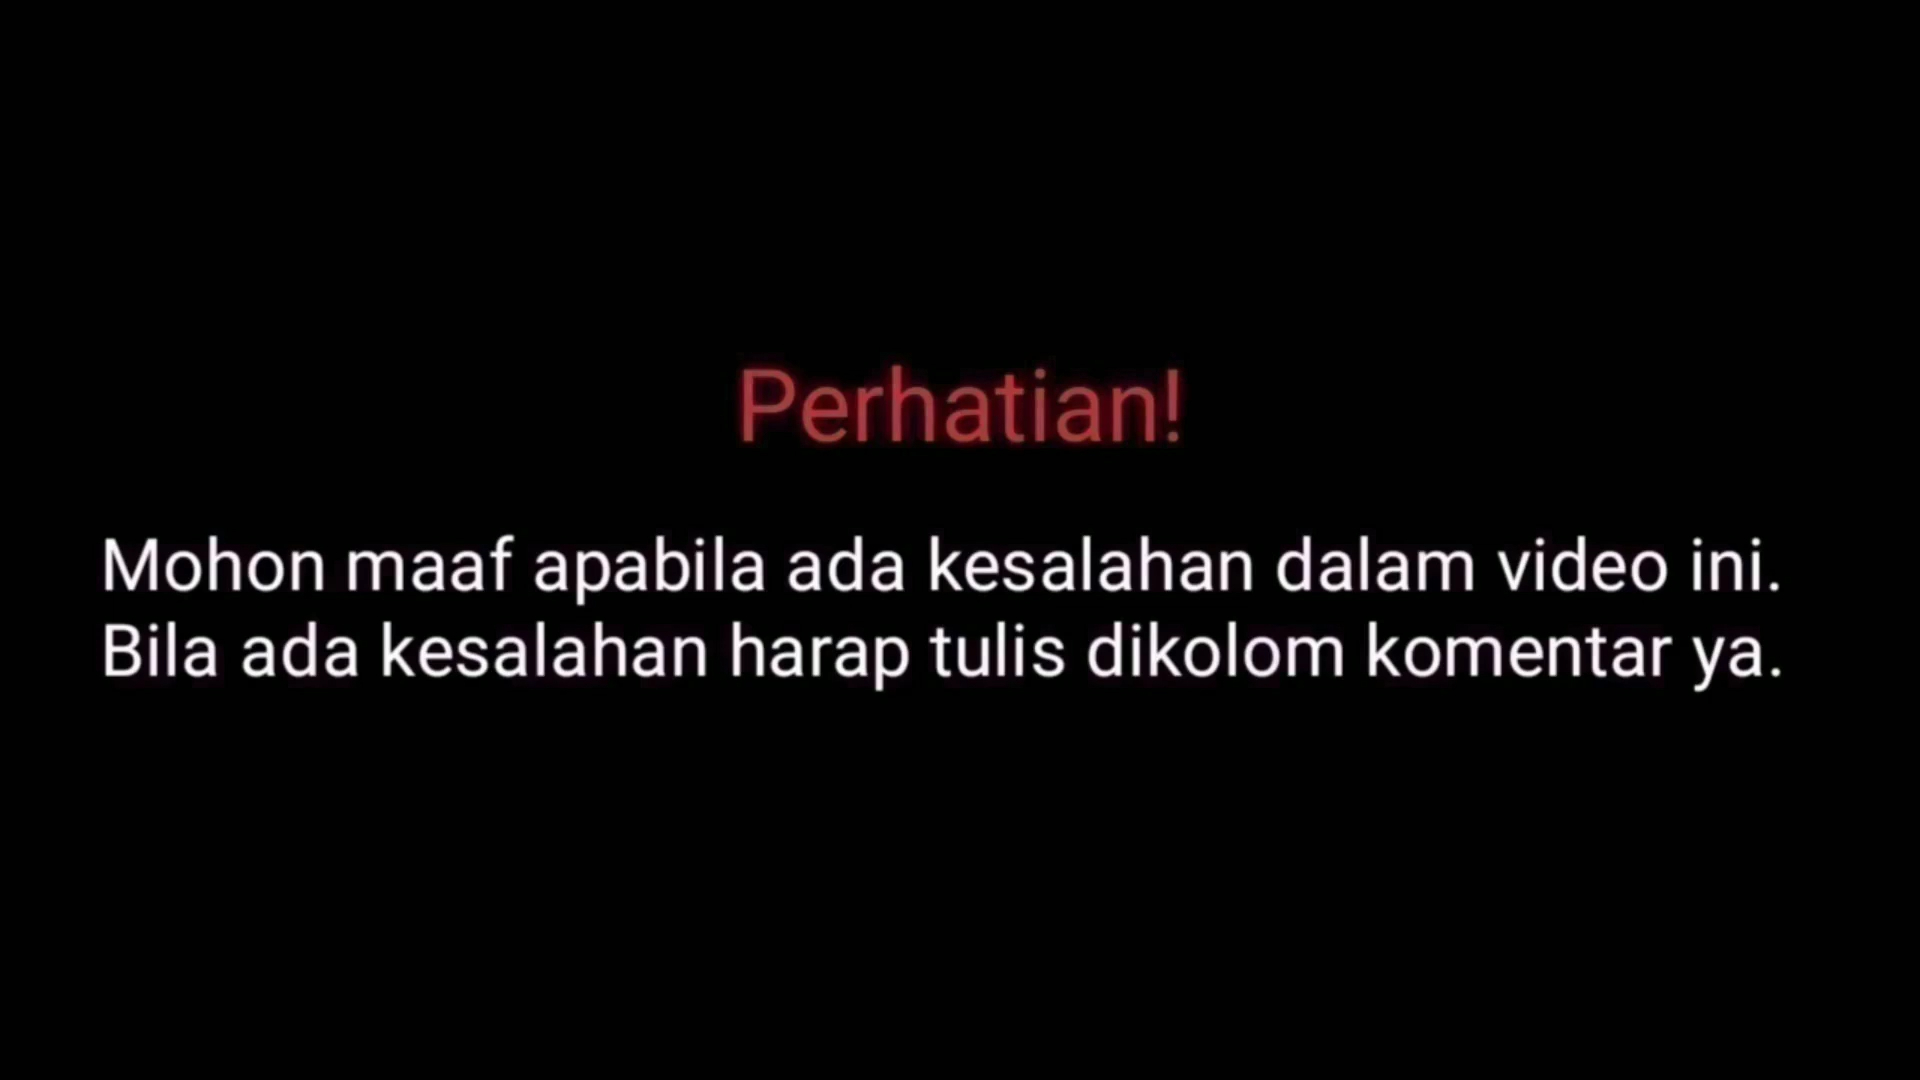 Perhatian!
Mohon maaf apabila ada kesalahan dalam video ini.
Bila ada kesalahan harap tulis dikolom komentar ya.